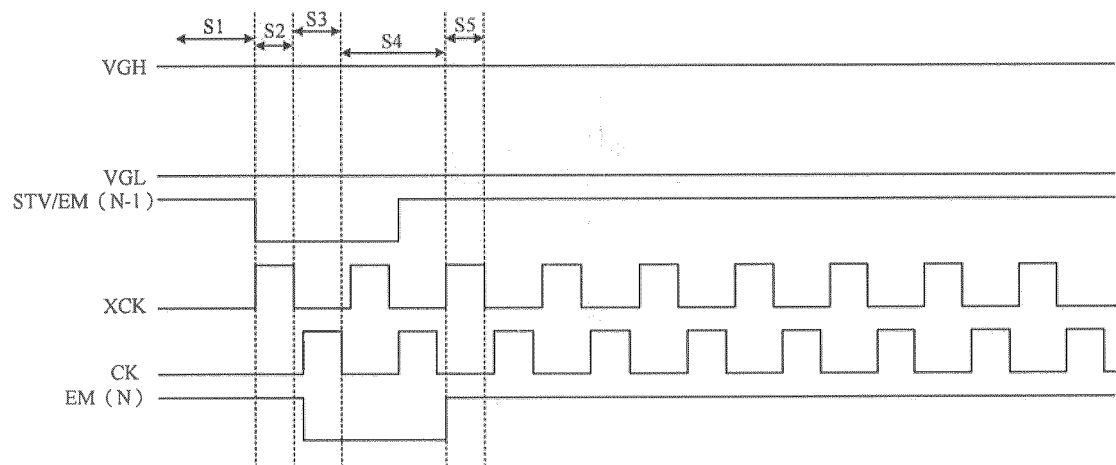 S1
S2
S3
S4
S5
VGH
VGL
STV/EM（N-1）
XCK
CK
EM（N）